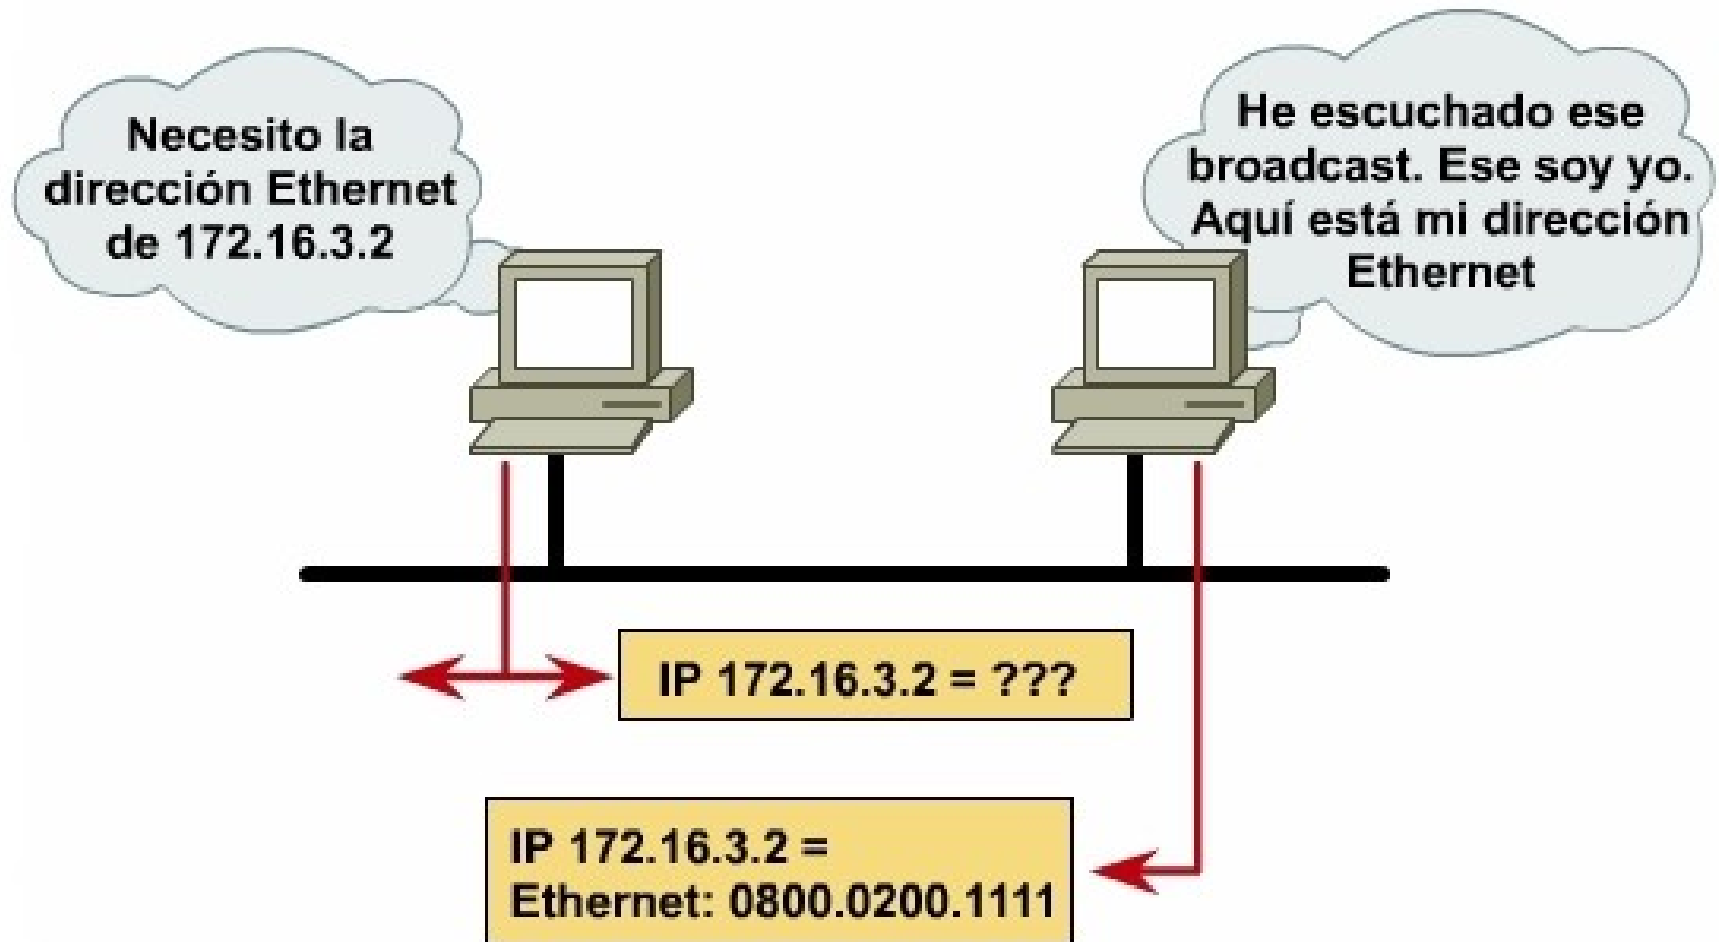 Necesito la
dirección Ethernet
de 172.16.3.2
He escuchado ese
broadcast. Ese soy yo.
Aquí está mi dirección
Ethernet
IP 172.16.3.2 = ???
IP 172.16.3.2 =
Ethernet: 0800.0200.1111